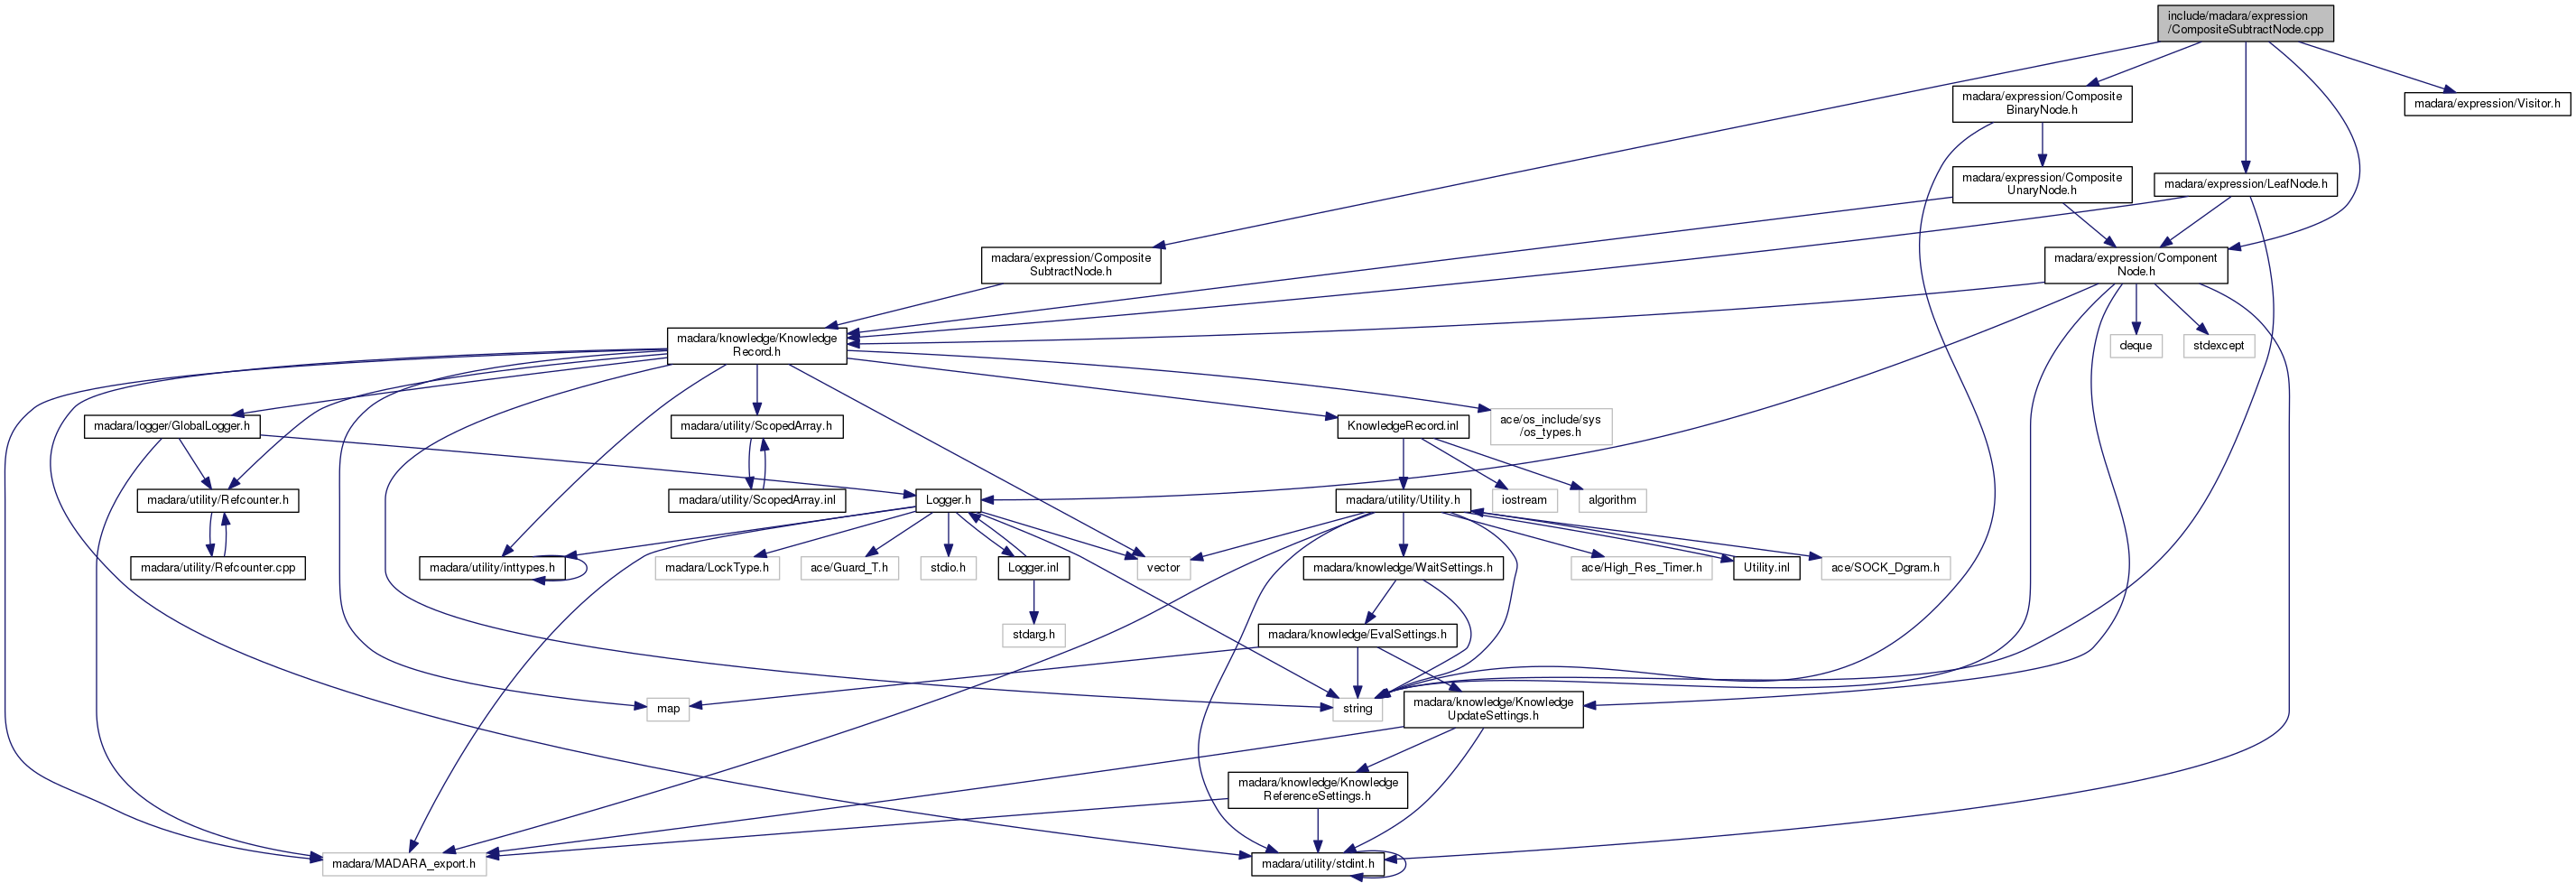 include/madara/expression
/CompositeSubtractNode.cpp
madara/expression/Composite
BinaryNode.h
madara/expression/Visitor.h
madara/expression/Composite
UnaryNode.h
madara/expression/LeafNode.h
madara/expression/Composite
SubtractNode.h
madara/expression/Component
Node.h
madara/knowledge/Knowledge
Record.h
deque
stdexcept
madara/logger/GlobalLogger.h
madara/utility/ScopedArray.h
KnowledgeRecord.inl
ace/os_include/sys
/os_types.h
madara/utility/Refcounter.h
madara/utility/ScopedArray.inl
Logger.h
madara/utility/Utility.h
iostream
algorithm
madara/utility/Refcounter.cpp
madara/utility/inttypes.h
madara/LockType.h
ace/Guard_T.h
stdio.h
Logger.inl
vector
madara/knowledge/WaitSettings.h
ace/High_Res_Timer.h
Utility.inl
ace/SOCK_Dgram.h
stdarg.h
madara/knowledge/EvalSettings.h
map
string
madara/knowledge/Knowledge
UpdateSettings.h
madara/knowledge/Knowledge
ReferenceSettings.h
madara/MADARA_export.h
madara/utility/stdint.h